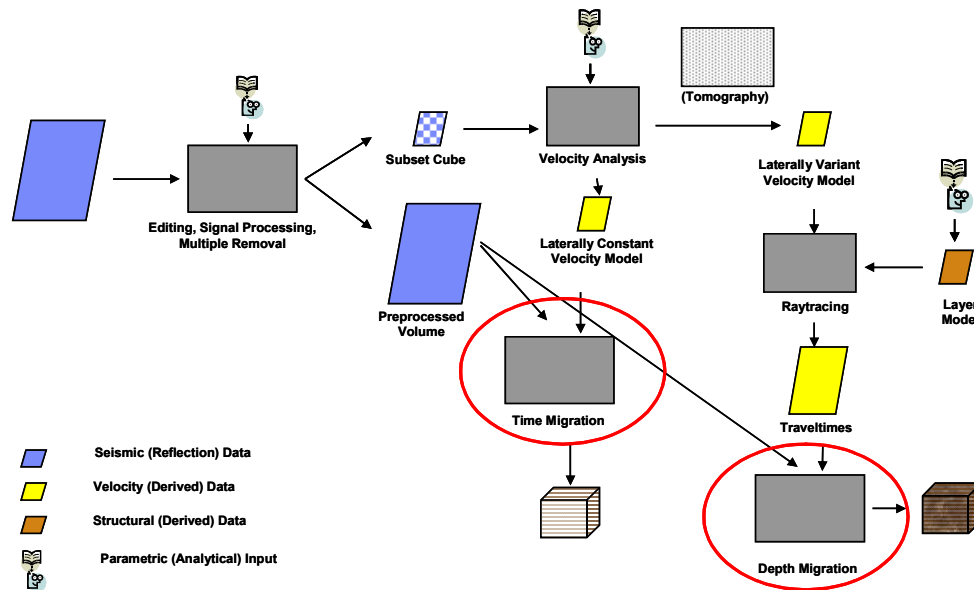 (Tomography)
Subset Cube
Velocity Analysis
Laterally Variant
Velocity Model
Editing, Signal Processing,
Multiple Removal
Laterally Constant
Velocity Model
Raytracing
Layer
Model
Preprocessed
Volume
Time Migration
Traveltimes
Depth Migration
Seismic (Reflection) Data
Velocity (Derived) Data
Structural (Derived) Data
Parametric (Analytical) Input